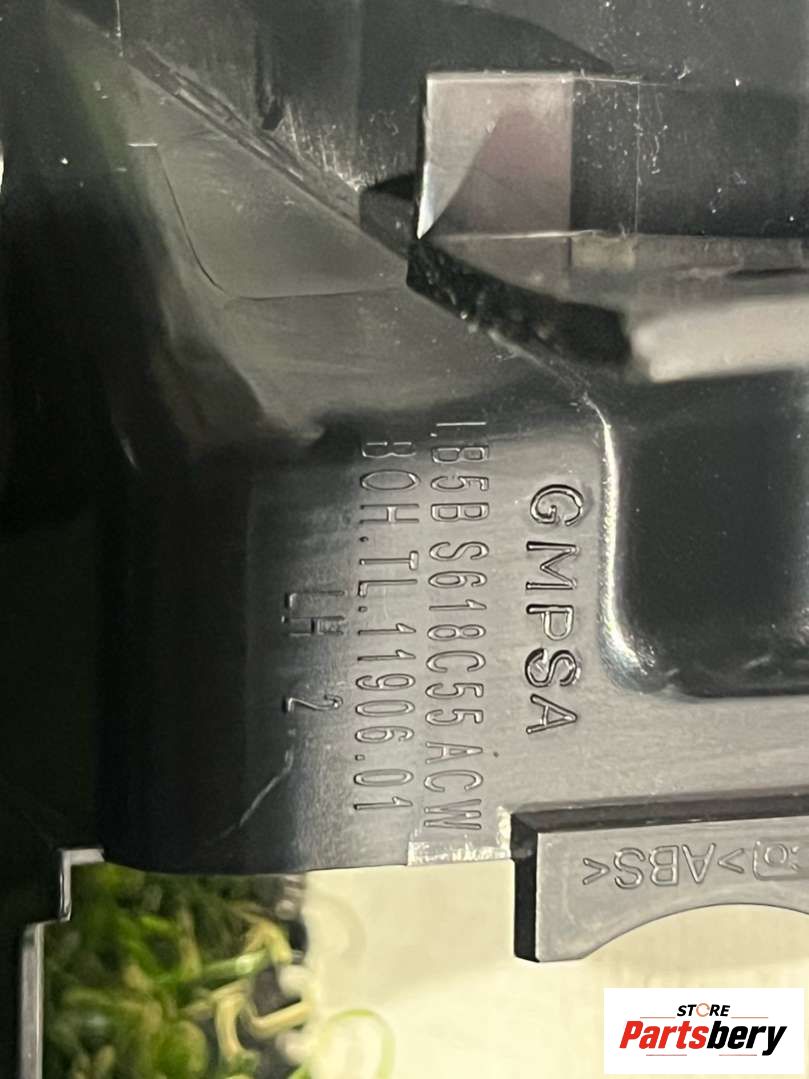 GMPSA
LB5B S618C55 ACW
BOH.TL.11906.01
LH 2
>ABS<
STORE
Partsbery